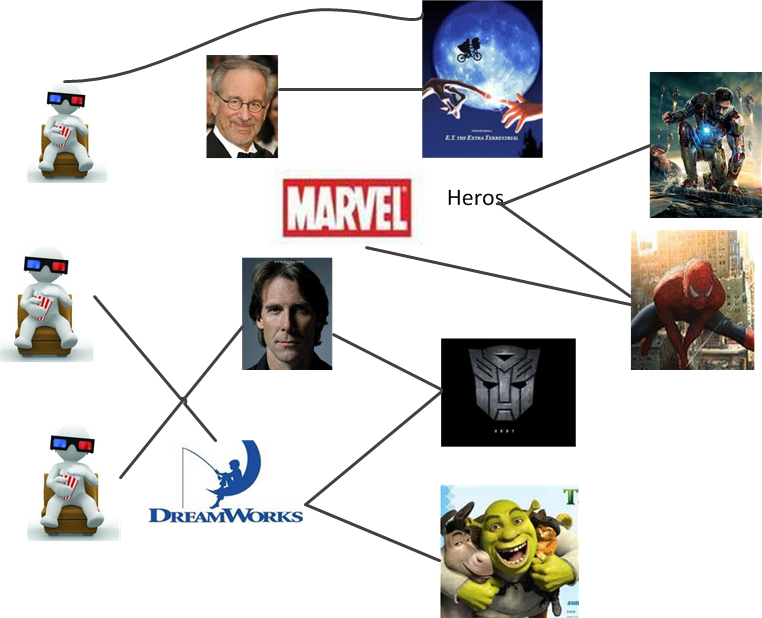 E.T. THE EXTRA-TERRESTRIAL
MARVEL
Heros
DREAMWORKS